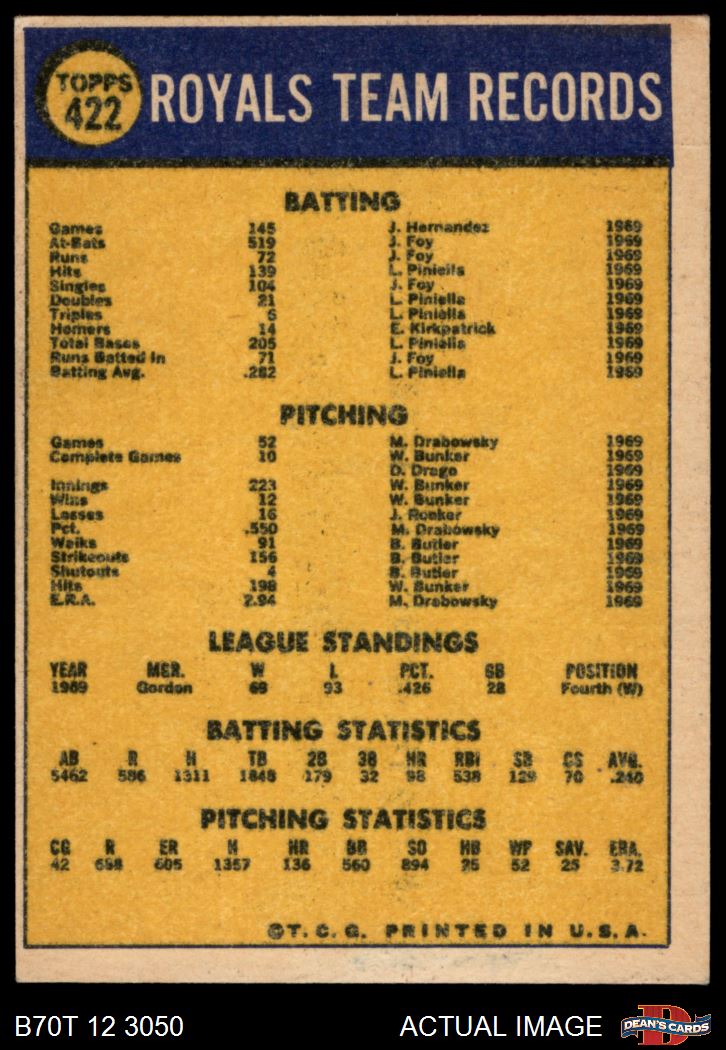 TOPPS
422
ROYALS TEAM RECORDS
BATTING
Games 145 J. Hernandez 1969
At-Bats 519 J. Foy 1969
Runs 72 J. Foy 1969
Hits 139 L. Piniella 1969
Singles 104 J. Foy 1969
Doubles 21 L. Piniella 1969
Triples 6 L. Piniella 1969
Homers 14 E. Kirkpatrick 1969
Total Bases 205 L. Piniella 1969
Runs Batted In 71 J. Foy 1969
Batting Avg. .282 L. Piniella 1969
PITCHING
Games 52 M. Drabowsky 1969
Complete Games 10 W. Bunker 1969
D. Drago 1969
Innings 223 W. Bunker 1969
Wins 12 W. Bunker 1969
Losses 16 J. Rooker 1969
Pct. .550 M. Drabowsky 1969
Walks 91 B. Butler 1969
Strikeouts 156 B. Butler 1969
Shutouts 4 B. Butler 1969
Hits 198 W. Bunker 1969
E.R.A. 2.94 M. Drabowsky 1969
LEAGUE STANDINGS
YEAR MGR. W L PCT. GB POSITION
1969 Gordon 69 93 .426 28 Fourth (W)
BATTING STATISTICS
AB R H TB 2B 3B HR RBI SB CS AVG.
5462 586 1311 1848 179 32 98 538 129 70 .240
PITCHING STATISTICS
CG R ER H HR BB SO HB WP SAV. ERA.
42 688 605 1357 136 560 894 25 52 25 3.72
©T.C.G. PRINTED IN U.S.A.
B70T 12 3050
ACTUAL IMAGE
D
DEAN'S CARDS